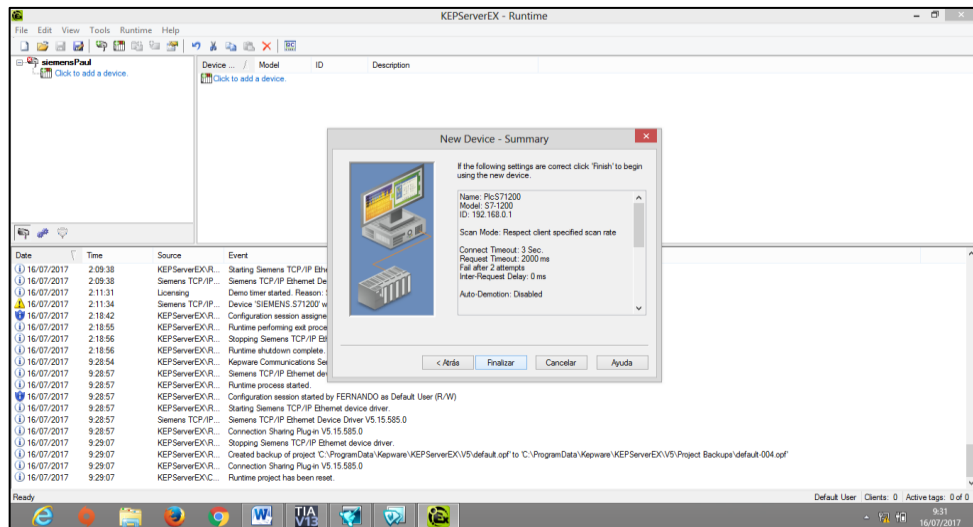 KEPServerEX - Runtime
File Edit View Tools Runtime Help
siemensPaul
Click to add a device.
Device ... / Model ID Description
Click to add a device.
New Device - Summary
If the following settings are correct click 'Finish' to begin
using the new device.
Name: PlcS71200
Model: S7-1200
ID: 192.168.0.1
Scan Mode: Respect client specified scan rate
Connect Timeout: 3 Sec.
Request Timeout: 2000 ms
Fail after 2 attempts
Inter-Request Delay: 0 ms
Auto-Demotion: Disabled
< Atrás Finalizar Cancelar Ayuda
Date Time Source Event
16/07/2017 2:09:38 KEPServerEX\R... Starting Siemens TCP/IP Ethe
16/07/2017 2:09:38 Siemens TCP/IP... Siemens TCP/IP Ethernet De
16/07/2017 2:11:31 Licensing Demo timer started. Reason:
16/07/2017 2:11:34 Siemens TCP/IP... Device 'SIEMENS.S71200' w
16/07/2017 2:18:42 KEPServerEX\R... Configuration session assigne
16/07/2017 2:18:55 KEPServerEX\R... Runtime performing exit proce
16/07/2017 2:18:56 KEPServerEX\R... Stopping Siemens TCP/IP Eth
16/07/2017 2:18:56 KEPServerEX\R... Runtime shutdown complete.
16/07/2017 9:28:54 KEPServerEX\R... Kepware Communications Se
16/07/2017 9:28:57 KEPServerEX\R... Siemens TCP/IP Ethernet dev
16/07/2017 9:28:57 KEPServerEX\R... Runtime process started.
16/07/2017 9:28:57 KEPServerEX\R... Configuration session started by FERNANDO as Default User (R/W)
16/07/2017 9:28:57 KEPServerEX\R... Starting Siemens TCP/IP Ethernet device driver.
16/07/2017 9:28:57 Siemens TCP/IP... Siemens TCP/IP Ethernet Device Driver V5.15.585.0
16/07/2017 9:28:57 KEPServerEX\R... Connection Sharing Plug-in V5.15.585.0
16/07/2017 9:29:07 KEPServerEX\R... Stopping Siemens TCP/IP Ethernet device driver.
16/07/2017 9:29:07 KEPServerEX\R... Created backup of project 'C:\ProgramData\Kepware\KEPServerEX\V5\default.opf' to 'C:\ProgramData\Kepware\KEPServerEX\V5\Project Backups\default-004.opf'
16/07/2017 9:29:07 KEPServerEX\R... Connection Sharing Plug-in V5.15.585.0
16/07/2017 9:29:07 KEPServerEX\C... Runtime project has been reset.
Ready Default User Clients: 0 Active tags: 0 of 0
TIA
V13
9:31
16/07/2017